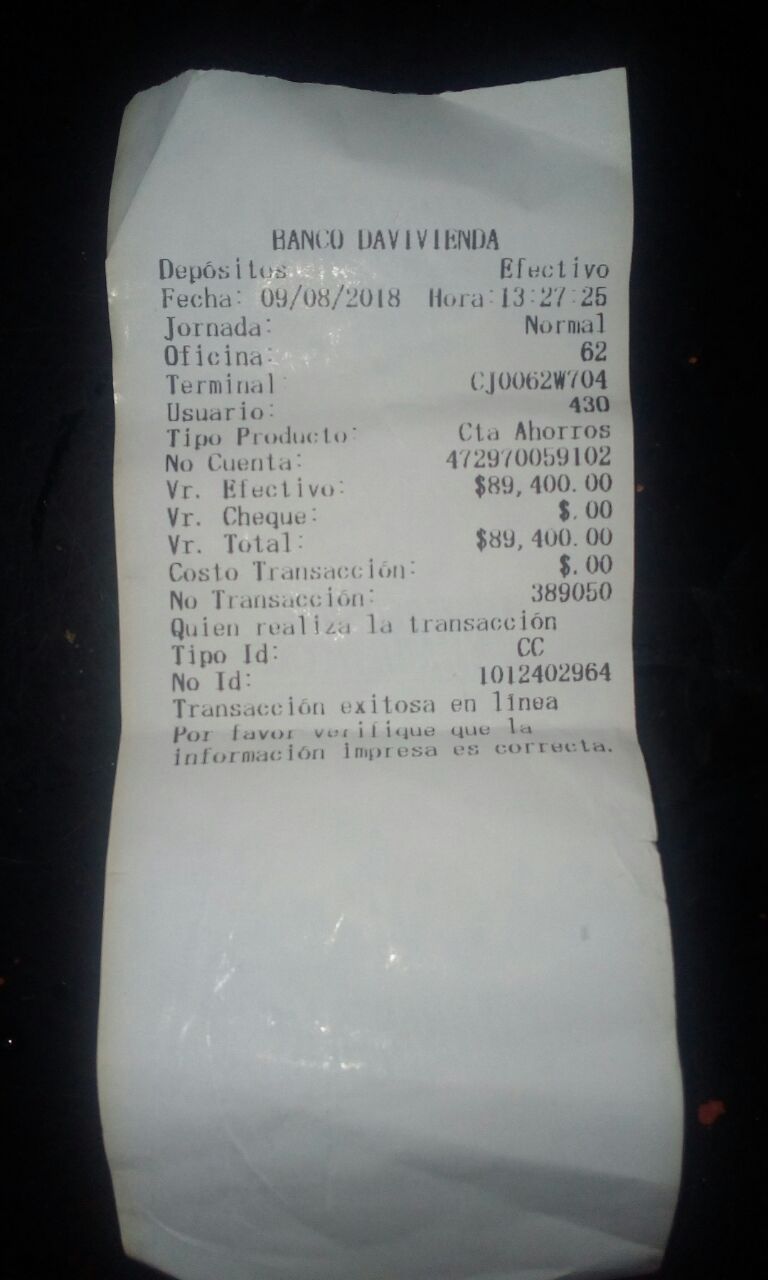 BANCO DAVIVIENDA
Depósitos Efectivo
Fecha: 09/08/2018 Hora:13:27:25
Jornada: Normal
Oficina: 62
Terminal CJ0062W704
Usuario: 430
Tipo Producto: Cta Ahorros
No Cuenta: 472970059102
Vr. Efectivo: $89,400.00
Vr. Cheque: $.00
Vr. Total: $89,400.00
Costo Transacción: $.00
No Transacción: 389050
Quien realiza la transacción
Tipo Id: CC
No Id: 1012402964
Transacción exitosa en línea
Por favor verifique que la
información impresa es correcta.